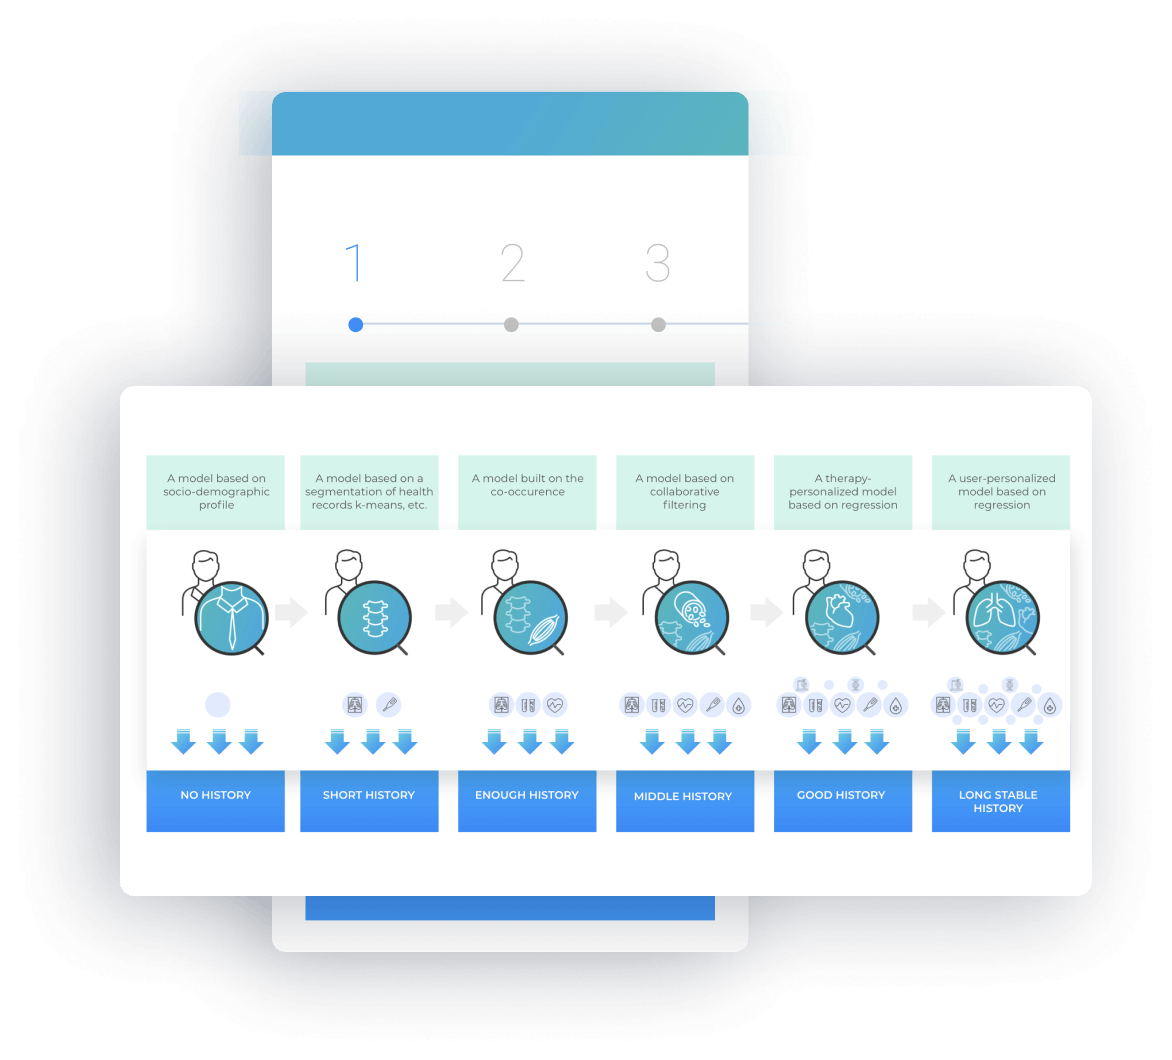 1
2
3
A model based on
socio-demographic
profile
A model based on a
segmentation of health
records k-means, etc.
A model built on the
co-occurence
A model based on
collaborative
filtering
A therapy-
personalized model
based on regression
A user-personalized
model based on
regression
NO HISTORY
SHORT HISTORY
ENOUGH HISTORY
MIDDLE HISTORY
GOOD HISTORY
LONG STABLE
HISTORY